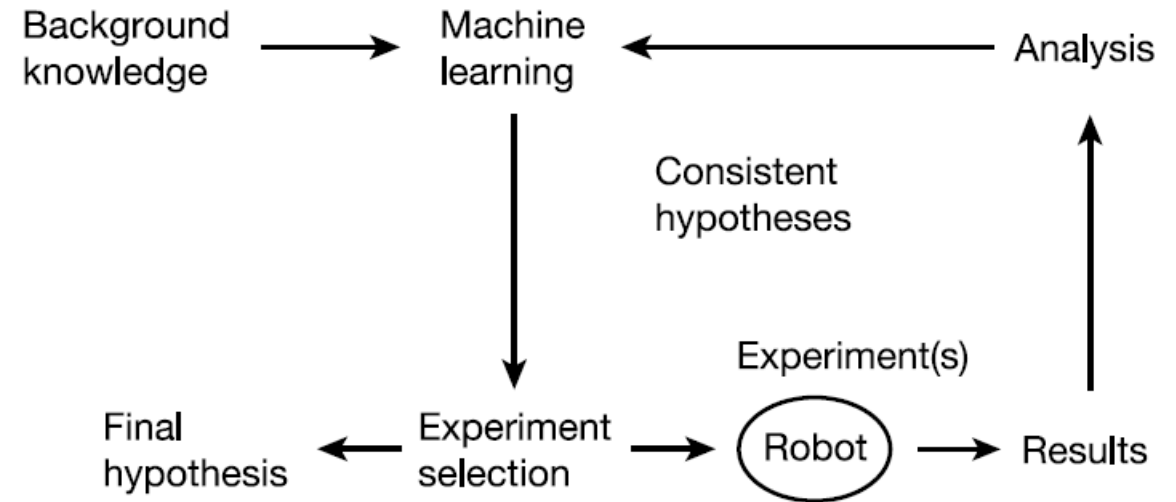 Background
knowledge
Machine
learning
Analysis
Consistent
hypotheses
Experiment(s)
Final
hypothesis
Experiment
selection
Robot
Results